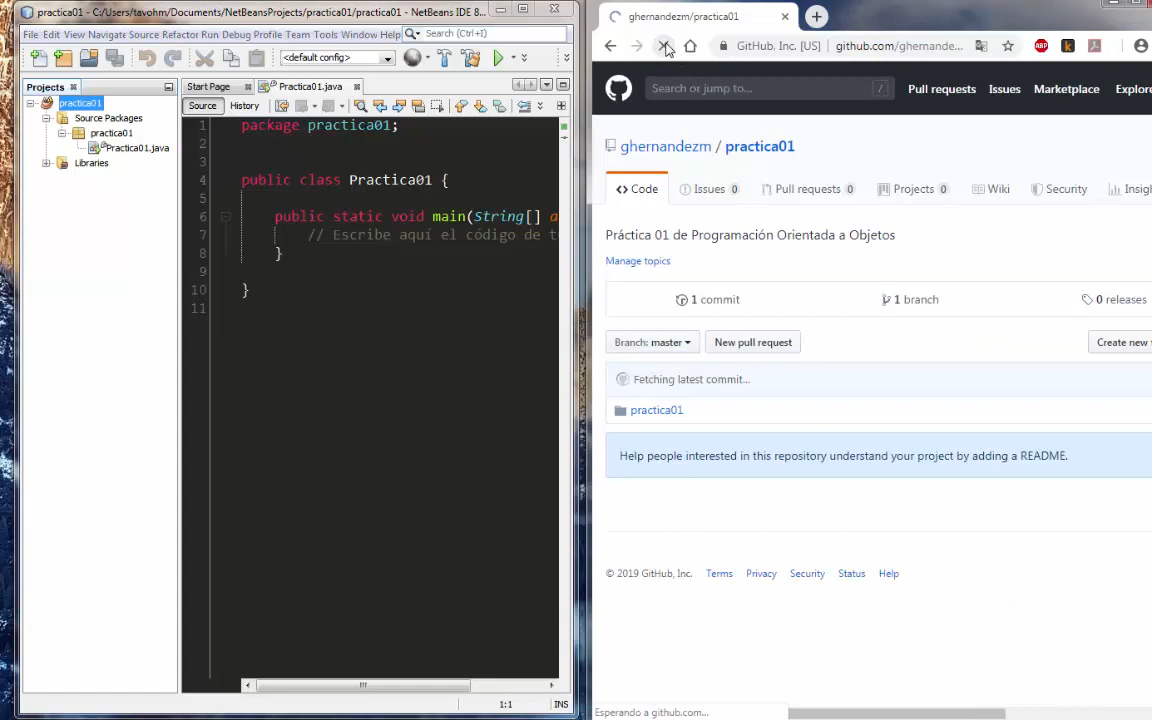 practica01 - C:/Users/tavohm/Documents/NetBeansProjects/practica01/practica01 - NetBeans IDE 8...
File Edit View Navigate Source Refactor Run Debug Profile Team Tools Window Help
Search (Ctrl+I)
<default config>
Projects
practica01
Source Packages
practica01
Practica01.java
Libraries
Start Page
Practica01.java
Source
History
1 package practica01;
2
3
4 public class Practica01 {
5
6 public static void main(String[] a
7 // Escribe aquí el código de t
8 }
9
10 }
11
1:1
INS
ghernandezm/practica01
GitHub, Inc. [US]
github.com/ghernande...
ABP
k
Search or jump to...
/
Pull requests
Issues
Marketplace
Explore
ghernandezm / practica01
<> Code
Issues 0
Pull requests 0
Projects 0
Wiki
Security
Insigh
Práctica 01 de Programación Orientada a Objetos
Manage topics
1 commit
1 branch
0 releases
Branch: master
New pull request
Create new
Fetching latest commit...
practica01
Help people interested in this repository understand your project by adding a README.
© 2019 GitHub, Inc.
Terms
Privacy
Security
Status
Help
Esperando a github.com...